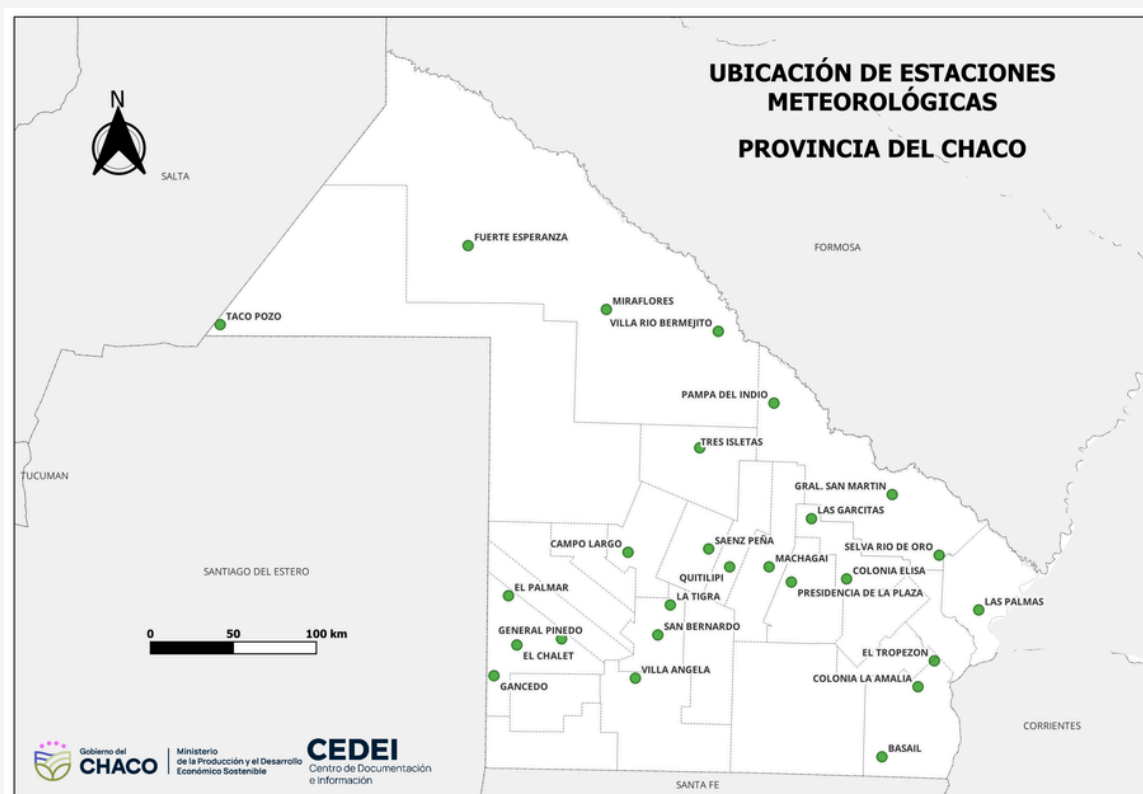 UBICACIÓN DE ESTACIONES
METEOROLÓGICAS
PROVINCIA DEL CHACO
N
SALTA
FUERTE ESPERANZA
FORMOSA
MIRAFLORES
TACO POZO
VILLA RIO BERMEJITO
PAMPA DEL INDIO
TRES ISLETAS
TUCUMAN
GRAL. SAN MARTIN
LAS GARCITAS
CAMPO LARGO
SAENZ PEÑA
SELVA RIO DE ORO
MACHAGAI
SANTIAGO DEL ESTERO
QUITILIPI
COLONIA ELISA
EL PALMAR
PRESIDENCIA DE LA PLAZA
LA TIGRA
LAS PALMAS
SAN BERNARDO
GENERAL PINEDO
0 50 100 km
EL CHALET
EL TROPEZON
VILLA ANGELA
COLONIA LA AMALIA
GANCEDO
CORRIENTES
BASAIL
SANTA FE
Gobierno del
CHACO
Ministerio
de la Producción y el Desarrollo
Económico Sostenible
CEDEI
Centro de Documentación
e Información